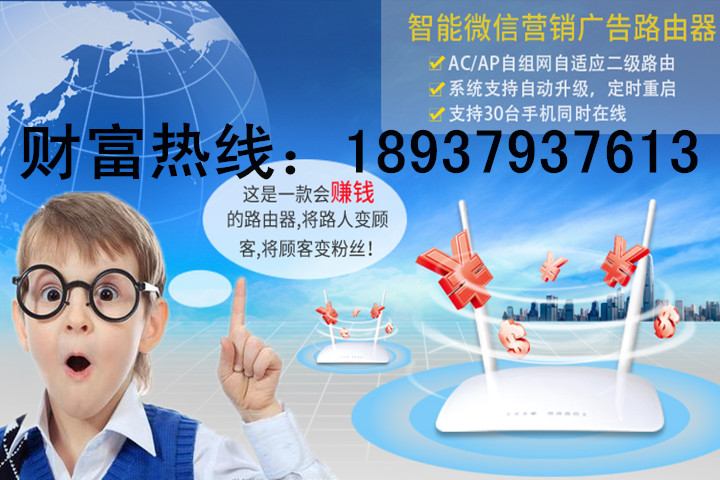 智能微信营销广告路由器
AC/AP自组网自适应二级路由
系统支持自动升级，定时重启
支持30台手机同时在线
财富热线：18937937613
这是一款会赚钱
的路由器,将路人变顾
客,将顾客变粉丝！